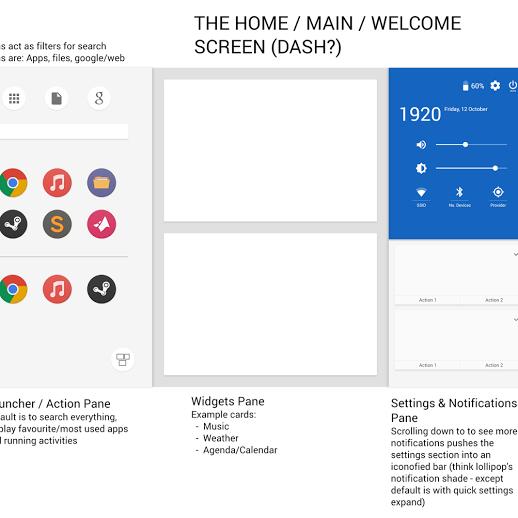 THE HOME / MAIN / WELCOME
SCREEN (DASH?)
ns act as filters for search
ns are: Apps, files, google/web
g
60%
1920 Friday, 12 October
SSID No. Devices Provider
S
Action 1 Action 2
Action 1 Action 2
uncher / Action Pane
ault is to search everything,
play favourite/most used apps
d running activities
Widgets Pane
Example cards:
- Music
- Weather
- Agenda/Calendar
Settings & Notifications
Pane
Scrolling down to to see more
notifications pushes the
settings section into an
iconofied bar (think lollipop's
notification shade - except
default is with quick settings
expand)